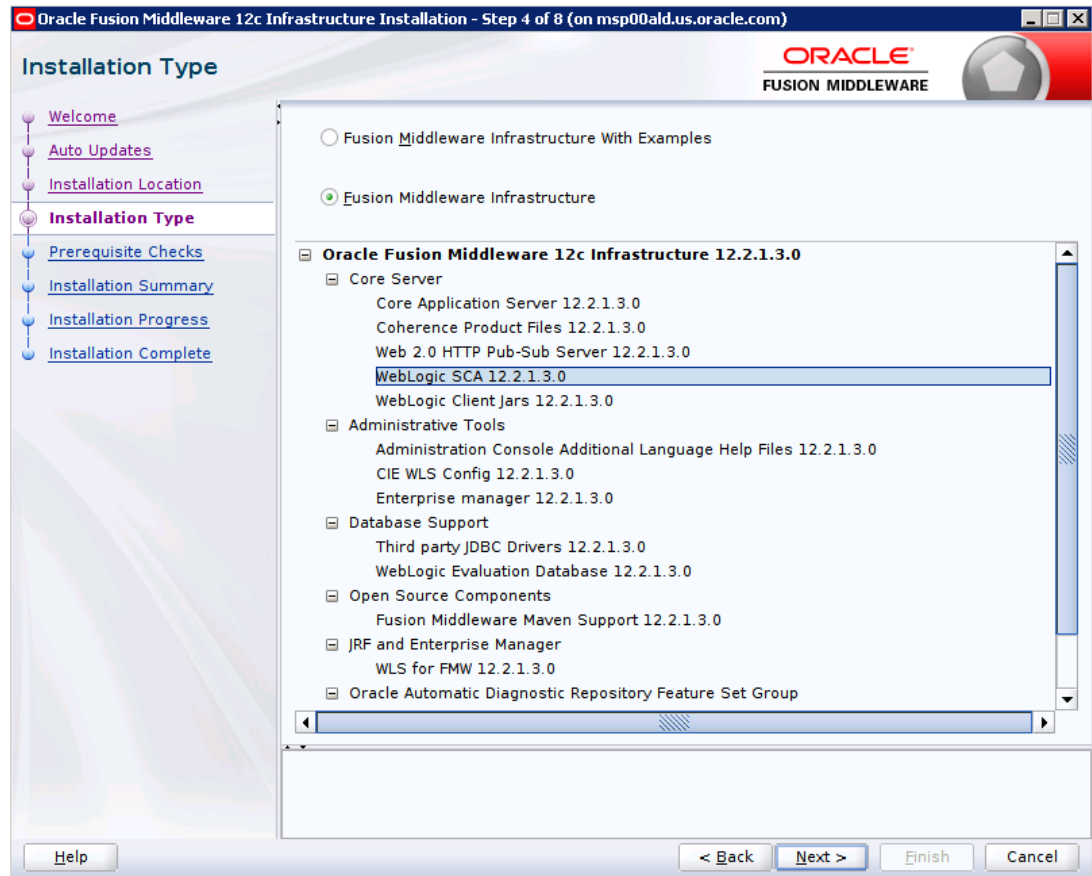 Oracle Fusion Middleware 12c Infrastructure Installation - Step 4 of 8 (on msp00ald.us.oracle.com)
Installation Type
ORACLE
FUSION MIDDLEWARE
Welcome
Auto Updates
Installation Location
Installation Type
Prerequisite Checks
Installation Summary
Installation Progress
Installation Complete
Fusion Middleware Infrastructure With Examples
Fusion Middleware Infrastructure
Oracle Fusion Middleware 12c Infrastructure 12.2.1.3.0
Core Server
Core Application Server 12.2.1.3.0
Coherence Product Files 12.2.1.3.0
Web 2.0 HTTP Pub-Sub Server 12.2.1.3.0
WebLogic SCA 12.2.1.3.0
WebLogic Client Jars 12.2.1.3.0
Administrative Tools
Administration Console Additional Language Help Files 12.2.1.3.0
CIE WLS Config 12.2.1.3.0
Enterprise manager 12.2.1.3.0
Database Support
Third party JDBC Drivers 12.2.1.3.0
WebLogic Evaluation Database 12.2.1.3.0
Open Source Components
Fusion Middleware Maven Support 12.2.1.3.0
JRF and Enterprise Manager
WLS for FMW 12.2.1.3.0
Oracle Automatic Diagnostic Repository Feature Set Group
Help
< Back
Next >
Finish
Cancel